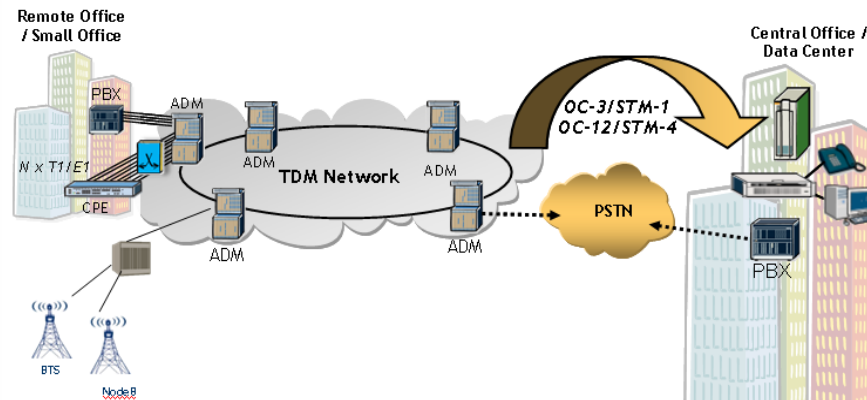 Remote Office
/ Small Office
Central Office /
Data Center
PBX
ADM
OC-3/STM-1
OC-12/STM-4
N x T1/E1
ADM
ADM
TDM Network
CPE
PSTN
ADM
ADM
PBX
BTS
NodeB